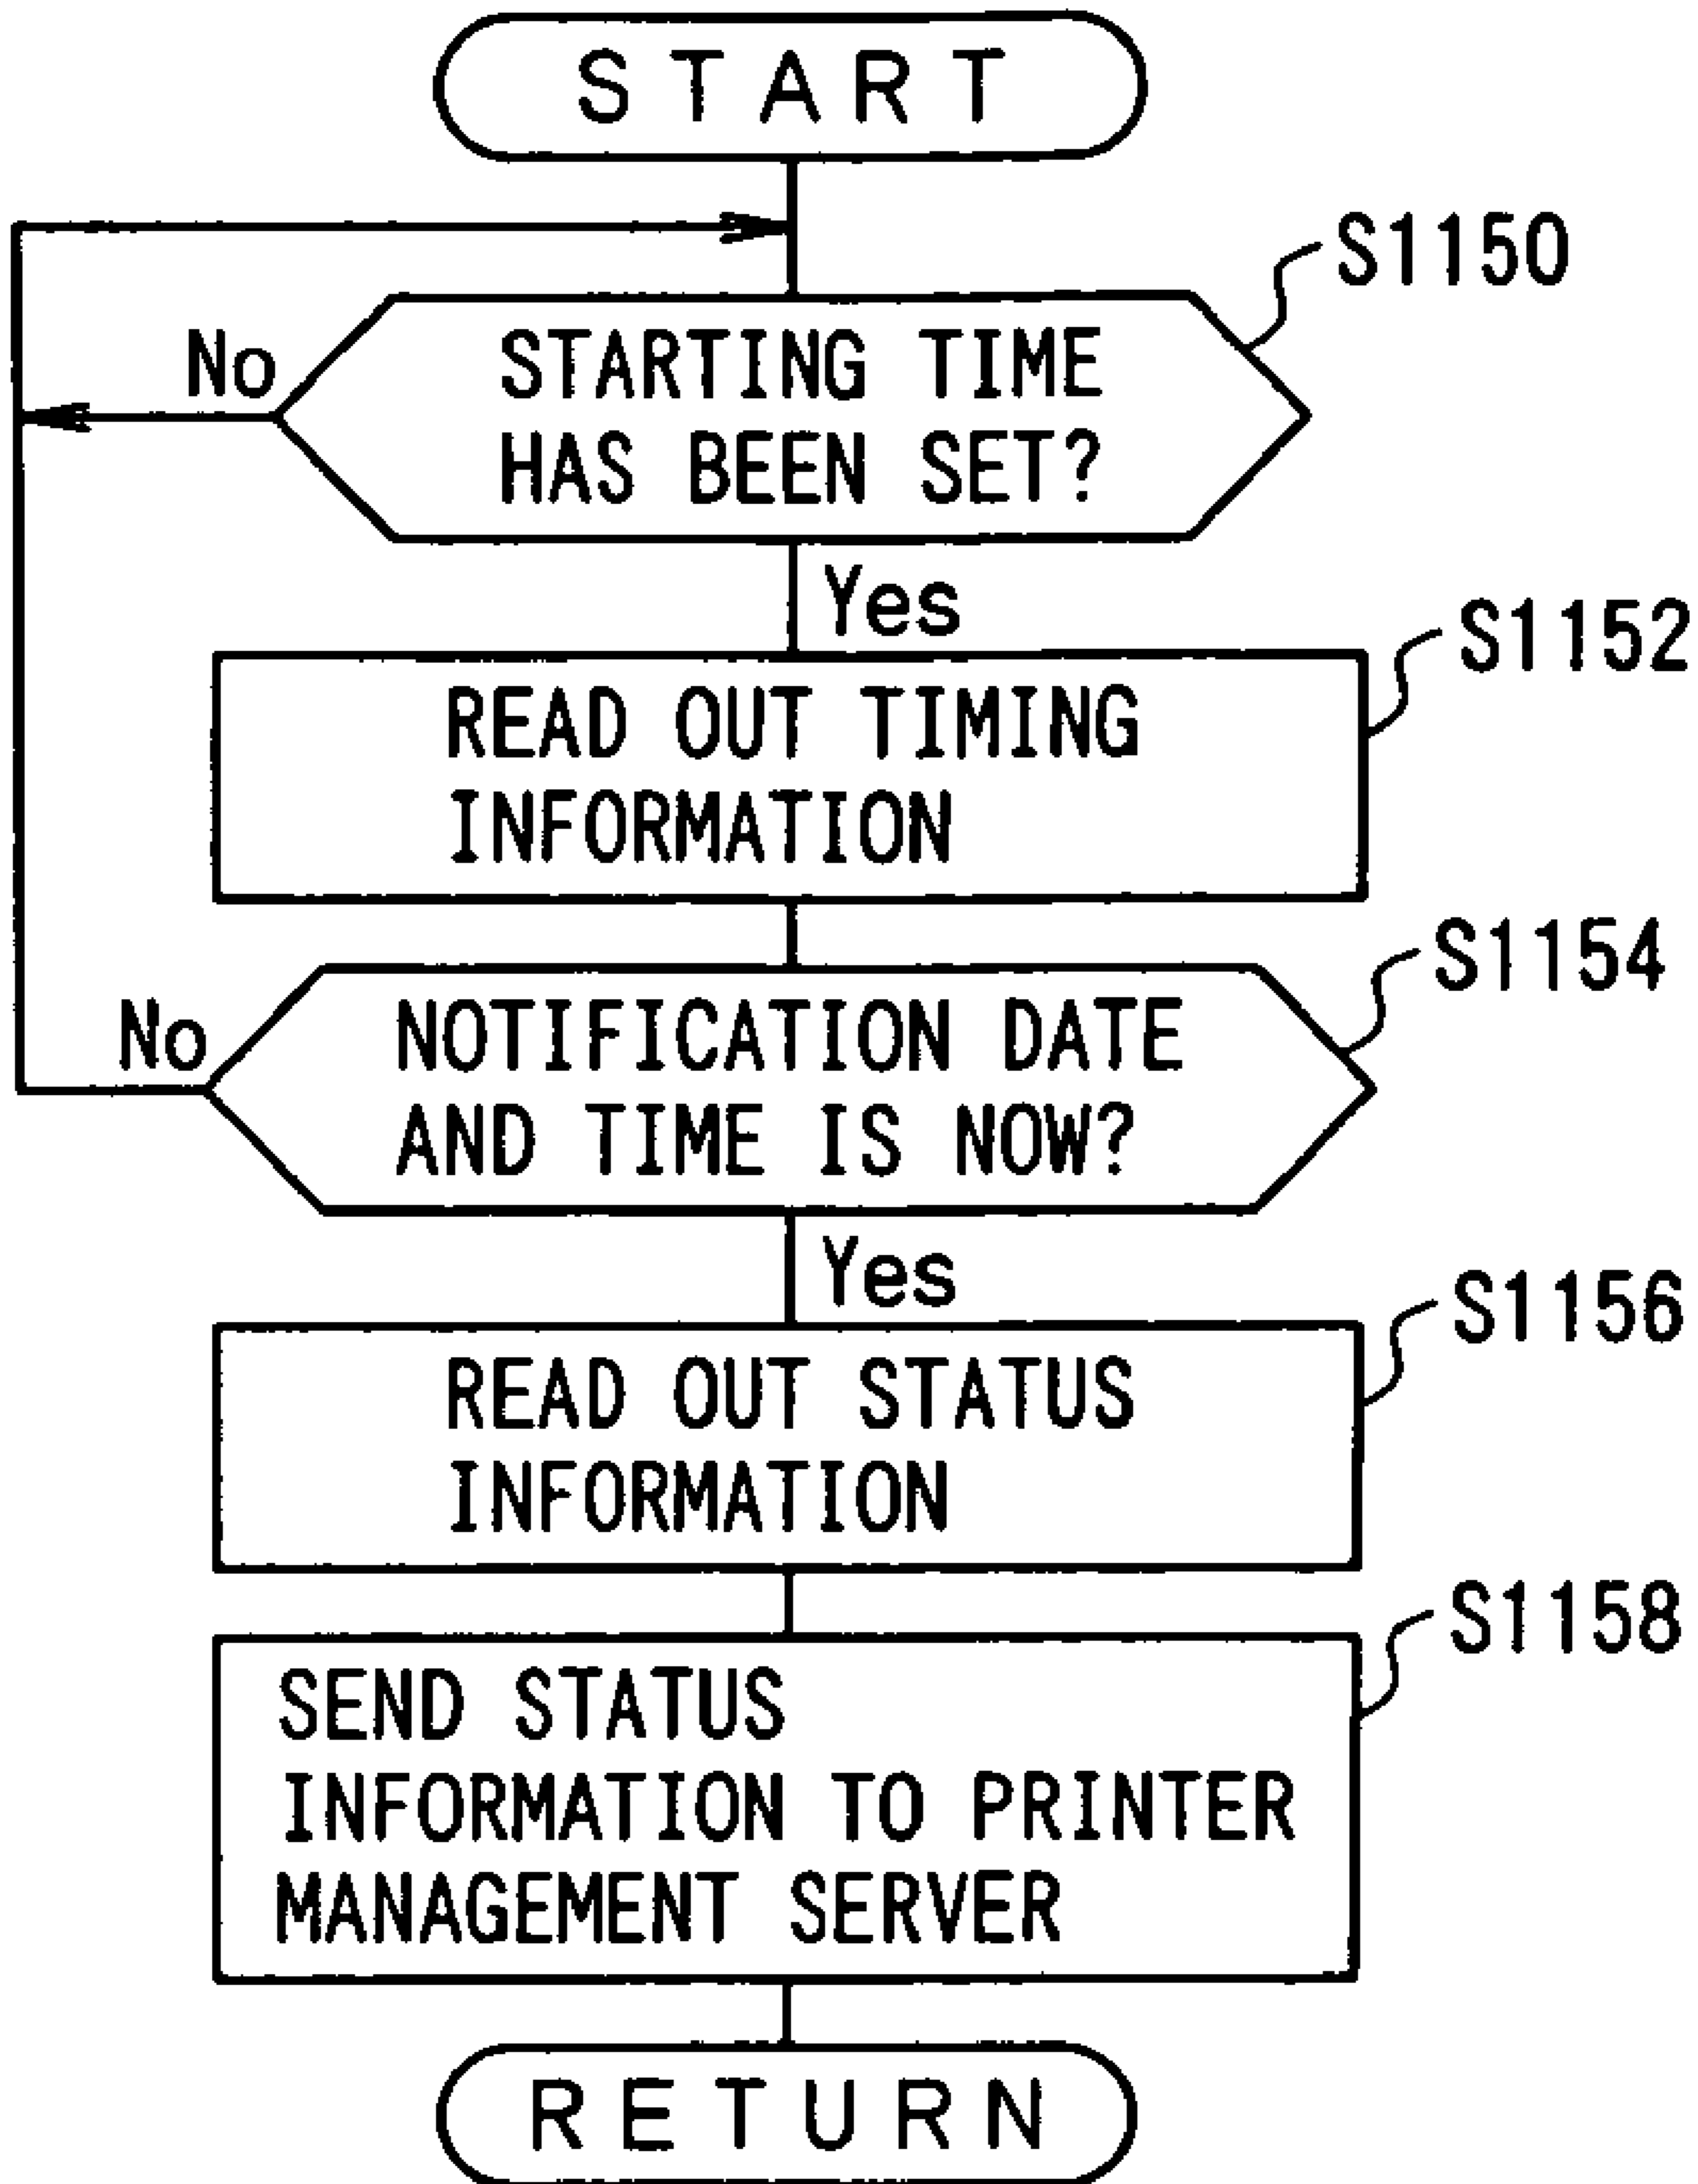 START
S1150
No
STARTING TIME
HAS BEEN SET?
Yes
S1152
READ OUT TIMING
INFORMATION
S1154
No
NOTIFICATION DATE
AND TIME IS NOW?
Yes
S1156
READ OUT STATUS
INFORMATION
S1158
SEND STATUS
INFORMATION TO PRINTER
MANAGEMENT SERVER
RETURN